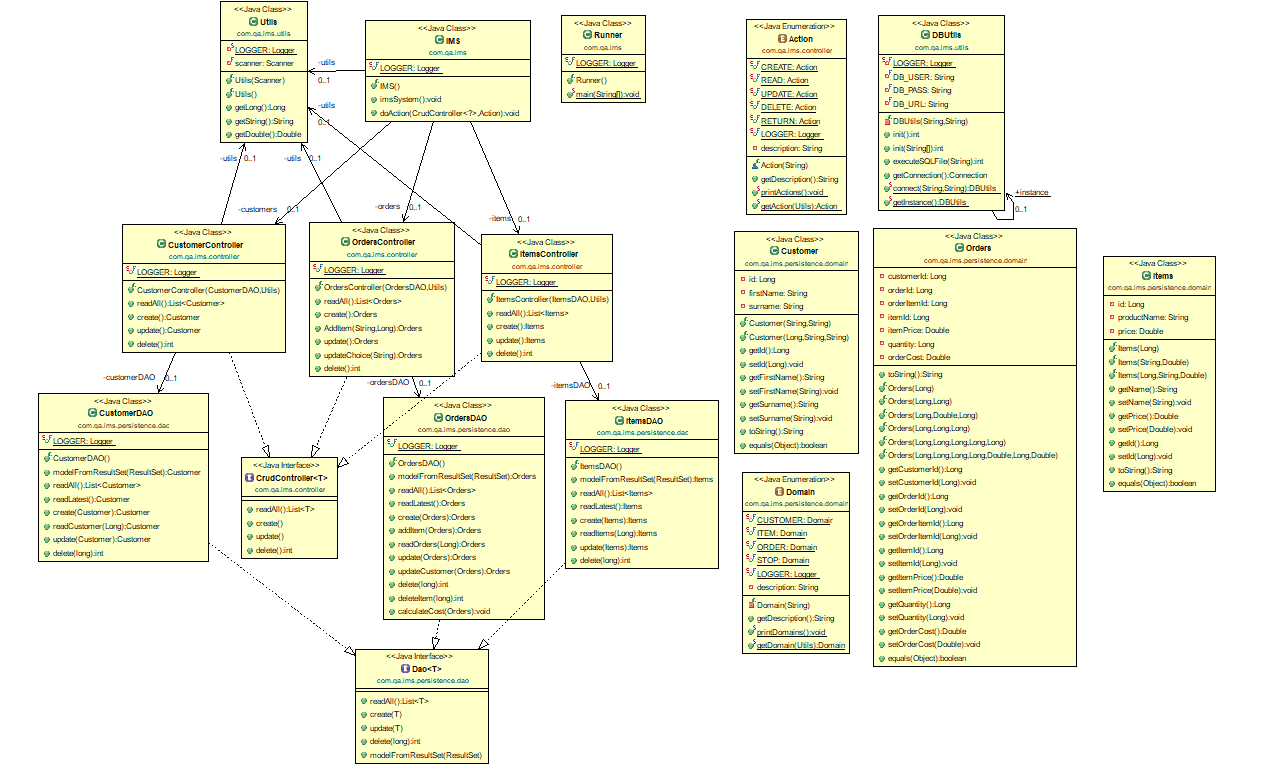 <<Java Class>>
Utils
com.qa.ims.utils
LOGGER: Logger
scanner: Scanner
Utils(Scanner)
Utils()
getLong():Long
getString():String
getDouble():Double
<<Java Class>>
IMS
com.qa.ims
LOGGER: Logger
IMS()
imsSystem():void
doAction(CrudController<?>,Action):void
<<Java Class>>
Runner
com.qa.ims
LOGGER: Logger
Runner()
main(String[]):void
<<Java Enumeration>>
Action
com.qa.ims.controller
CREATE: Action
READ: Action
UPDATE: Action
DELETE: Action
RETURN: Action
LOGGER: Logger
description: String
Action(String)
getDescription():String
printActions():void
getAction(Utils):Action
<<Java Class>>
DBUtils
com.qa.ims.utils
LOGGER: Logger
DB_USER: String
DB_PASS: String
DB_URL: String
DBUtils(String,String)
init():int
init(String[]):int
executeSQLFile(String):int
getConnection():Connection
connect(String,String):DBUtils
getInstance():DBUtils
+instance
0..1
-utils
0..1
-utils
0..1
-utils
0..1
-utils
0..1
-customers
0..1
-orders
0..1
-items
0..1
<<Java Class>>
CustomerController
com.qa.ims.controller
LOGGER: Logger
CustomerController(CustomerDAO,Utils)
readAll():List<Customer>
create():Customer
update():Customer
delete():int
<<Java Class>>
OrdersController
com.qa.ims.controller
LOGGER: Logger
OrdersController(OrdersDAO,Utils)
readAll():List<Orders>
create():Orders
AddItem(String,Long):Orders
update():Orders
updateChoice(String):Orders
delete():int
<<Java Class>>
ItemsController
com.qa.ims.controller
LOGGER: Logger
ItemsController(ItemsDAO,Utils)
readAll():List<Items>
create():Items
update():Items
delete():int
<<Java Class>>
Customer
com.qa.ims.persistence.domain
id: Long
firstName: String
surname: String
Customer(String,String)
Customer(Long,String,String)
getId():Long
setId(Long):void
getFirstName():String
setFirstName(String):void
getSurname():String
setSurname(String):void
toString():String
equals(Object):boolean
<<Java Class>>
Orders
com.qa.ims.persistence.domain
customerId: Long
orderId: Long
orderItemId: Long
itemId: Long
itemPrice: Double
quantity: Long
orderCost: Double
toString():String
Orders(Long)
Orders(Long,Long)
Orders(Long,Double,Long)
Orders(Long,Long,Long)
Orders(Long,Long,Long,Long,Long)
Orders(Long,Long,Long,Long,Double,Long,Double)
getCustomerId():Long
setCustomerId(Long):void
getOrderId():Long
setOrderId(Long):void
getOrderItemId():Long
setOrderItemId(Long):void
getItemId():Long
setItemId(Long):void
getItemPrice():Double
setItemPrice(Double):void
getQuantity():Long
setQuantity(Long):void
getOrderCost():Double
setOrderCost(Double):void
equals(Object):boolean
<<Java Class>>
Items
com.qa.ims.persistence.domain
id: Long
productName: String
price: Double
Items(Long)
Items(String,Double)
Items(Long,String,Double)
getName():String
setName(String):void
getPrice():Double
setPrice(Double):void
getId():Long
setId(Long):void
toString():String
equals(Object):boolean
-customerDAO
0..1
-ordersDAO
0..1
-itemsDAO
0..1
<<Java Class>>
CustomerDAO
com.qa.ims.persistence.dao
LOGGER: Logger
CustomerDAO()
modelFromResultSet(ResultSet):Customer
readAll():List<Customer>
readLatest():Customer
create(Customer):Customer
readCustomer(Long):Customer
update(Customer):Customer
delete(long):int
<<Java Interface>>
CrudController<T>
com.qa.ims.controller
readAll():List<T>
create()
update()
delete():int
<<Java Class>>
OrdersDAO
com.qa.ims.persistence.dao
LOGGER: Logger
OrdersDAO()
modelFromResultSet(ResultSet):Orders
readAll():List<Orders>
readLatest():Orders
create(Orders):Orders
addItem(Orders):Orders
readOrders(Long):Orders
update(Orders):Orders
updateCustomer(Orders):Orders
delete(long):int
deleteItem(long):int
calculateCost(Orders):void
<<Java Class>>
ItemsDAO
com.qa.ims.persistence.dao
LOGGER: Logger
ItemsDAO()
modelFromResultSet(ResultSet):Items
readAll():List<Items>
readLatest():Items
create(Items):Items
readItems(Long):Items
update(Items):Items
delete(long):int
<<Java Enumeration>>
Domain
com.qa.ims.persistence.domain
CUSTOMER: Domain
ITEM: Domain
ORDER: Domain
STOP: Domain
LOGGER: Logger
description: String
Domain(String)
getDescription():String
printDomains():void
getDomain(Utils):Domain
<<Java Interface>>
Dao<T>
com.qa.ims.persistence.dao
readAll():List<T>
create(T)
update(T)
delete(long):int
modelFromResultSet(ResultSet)